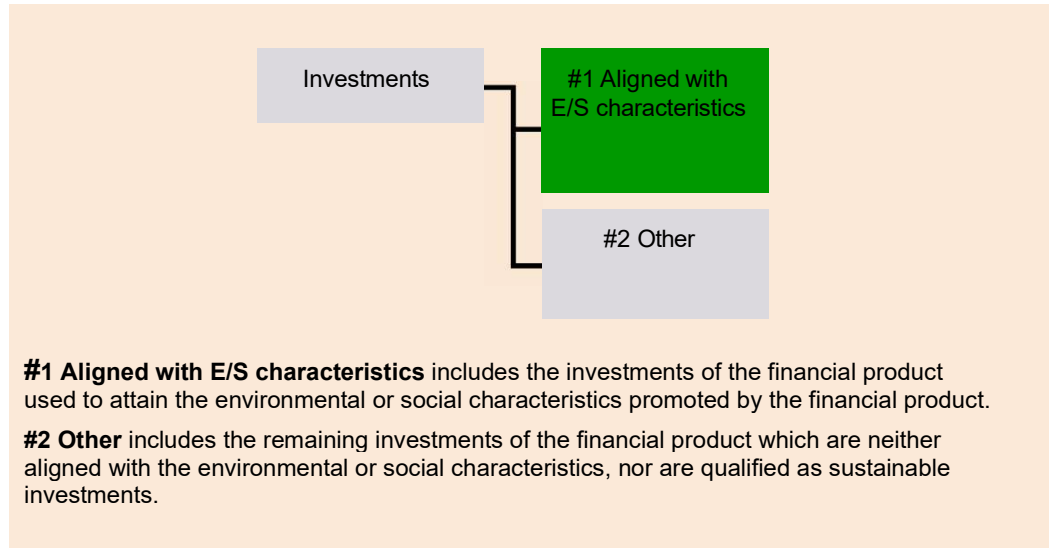 Investments
#1 Aligned with
E/S characteristics
#2 Other
#1 Aligned with E/S characteristics includes the investments of the financial product
used to attain the environmental or social characteristics promoted by the financial product.
#2 Other includes the remaining investments of the financial product which are neither
aligned with the environmental or social characteristics, nor are qualified as sustainable
investments.